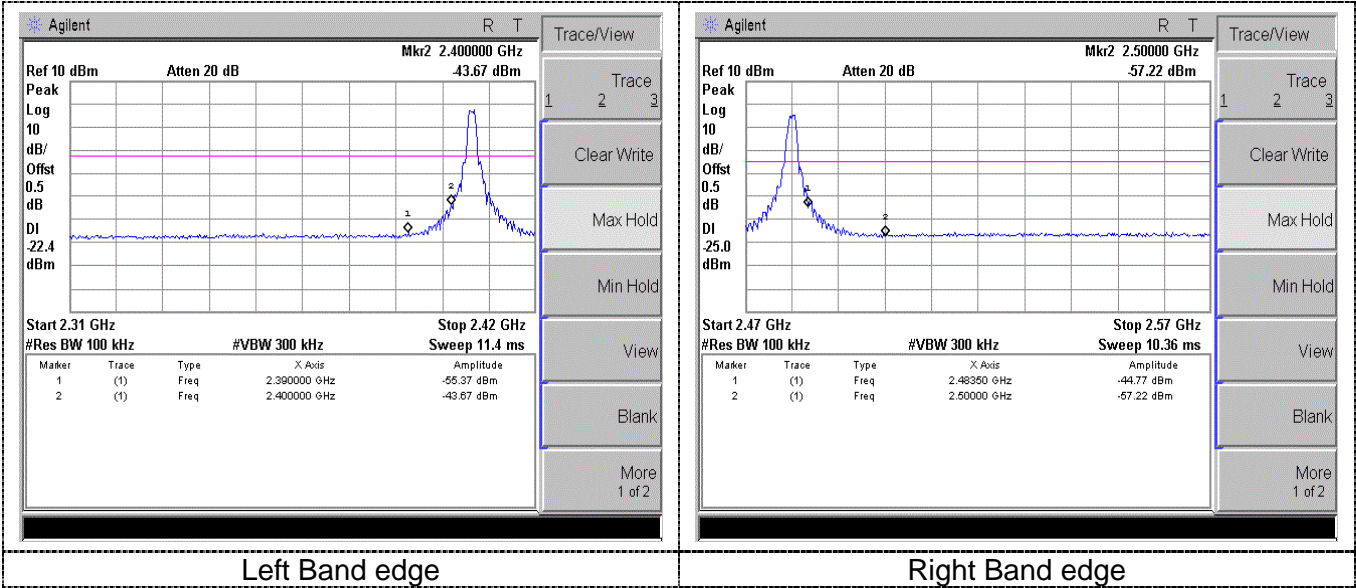 Agilent R T
Mkr2 2.400000 GHz
Ref 10 dBm Atten 20 dB -43.67 dBm
Peak
Log
10
dB/
Offst
0.5
dB
DI
-22.4
dBm
1
2
Start 2.31 GHz Stop 2.42 GHz
#Res BW 100 kHz #VBW 300 kHz Sweep 11.4 ms
Marker Trace Type X Axis Amplitude
1 (1) Freq 2.390000 GHz -55.37 dBm
2 (1) Freq 2.400000 GHz -43.67 dBm
Trace/View
Trace
1 2 3
Clear Write
Max Hold
Min Hold
View
Blank
More
1 of 2
Left Band edge
Agilent R T
Mkr2 2.50000 GHz
Ref 10 dBm Atten 20 dB -57.22 dBm
Peak
Log
10
dB/
Offst
0.5
dB
DI
-25.0
dBm
1
2
Start 2.47 GHz Stop 2.57 GHz
#Res BW 100 kHz #VBW 300 kHz Sweep 10.36 ms
Marker Trace Type X Axis Amplitude
1 (1) Freq 2.48350 GHz -44.77 dBm
2 (1) Freq 2.50000 GHz -57.22 dBm
Trace/View
Trace
1 2 3
Clear Write
Max Hold
Min Hold
View
Blank
More
1 of 2
Right Band edge